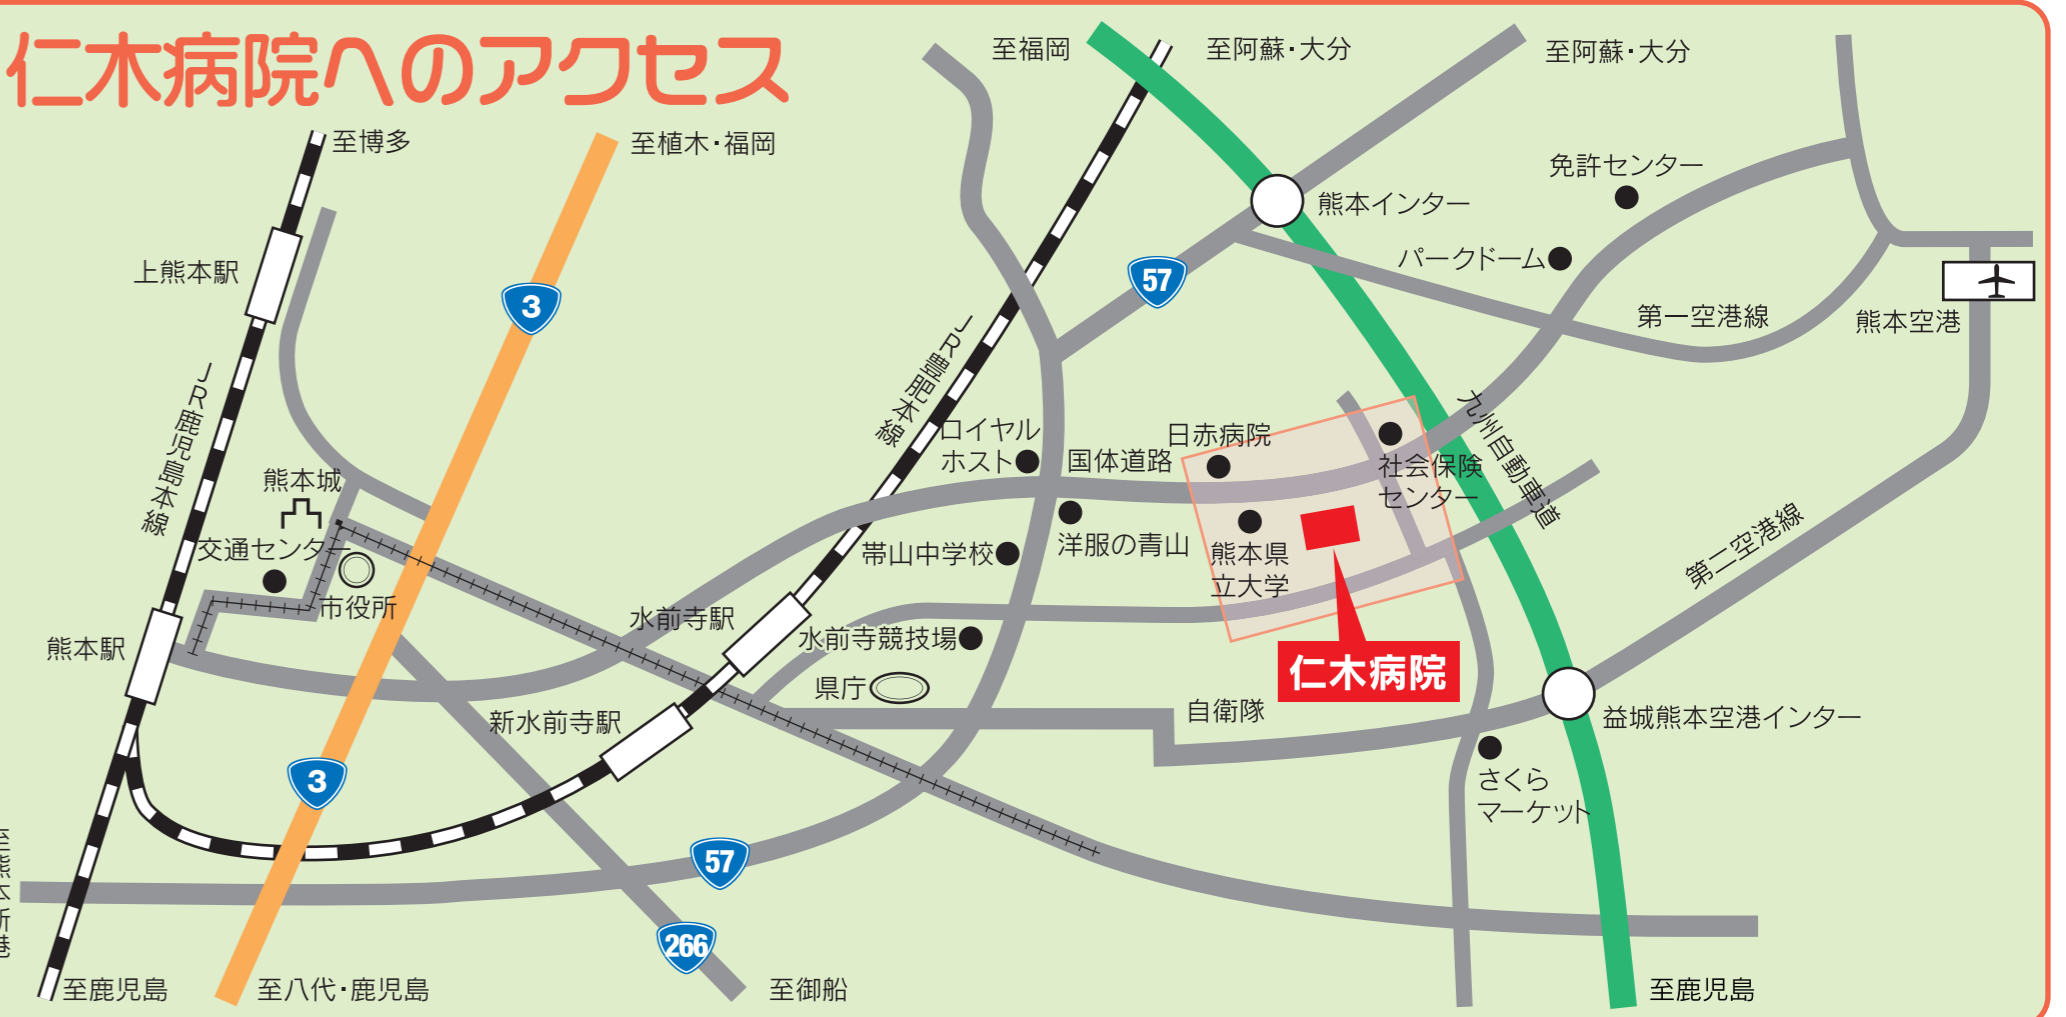 仁木病院へのアクセス
至福岡
至阿蘇・大分
至阿蘇・大分
至博多
至植木・福岡
免許センター
熊本インター
パークドーム
上熊本駅
3
57
第一空港線
熊本空港
JR鹿児島本線
JR豊肥本線
ロイヤル
ホスト
国体道路
日赤病院
社会保険
センター
九州自動車道
熊本城
交通センター
市役所
帯山中学校
洋服の青山
熊本県
立大学
第二空港線
熊本駅
水前寺駅
水前寺競技場
県庁
仁木病院
新水前寺駅
自衛隊
益城熊本空港インター
さくら
マーケット
3
57
266
至熊本新港
至鹿児島
至八代・鹿児島
至御船
至鹿児島